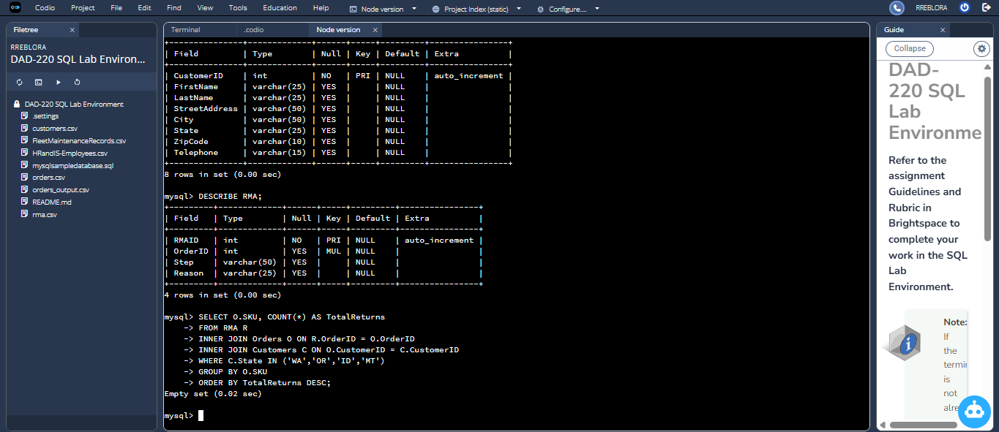 Codio Project File Edit Find View Tools Education Help Node version Project Index (static) Configure.... RREBLORA
Filetree ×
RREBLORA
DAD-220 SQL Lab Environ...
DAD-220 SQL Lab Environment
.settings
customers.csv
FleetMaintenanceRecords.csv
HRandIS-Employees.csv
mysqlsampledatabase.sql
orders.csv
orders_output.csv
README.md
rma.csv
Terminal .codio Node version ×
+---------------+-------------+------+-----+---------+----------------+
| Field         | Type        | Null | Key | Default | Extra          |
+---------------+-------------+------+-----+---------+----------------+
| CustomerID    | int         | NO   | PRI | NULL    | auto_increment |
| FirstName     | varchar(25) | YES  |     | NULL    |                |
| LastName      | varchar(25) | YES  |     | NULL    |                |
| StreetAddress | varchar(50) | YES  |     | NULL    |                |
| City          | varchar(50) | YES  |     | NULL    |                |
| State         | varchar(25) | YES  |     | NULL    |                |
| ZipCode       | varchar(10) | YES  |     | NULL    |                |
| Telephone     | varchar(15) | YES  |     | NULL    |                |
+---------------+-------------+------+-----+---------+----------------+
8 rows in set (0.00 sec)
mysql> DESCRIBE RMA;
+---------+-------------+------+-----+---------+----------------+
| Field   | Type        | Null | Key | Default | Extra          |
+---------+-------------+------+-----+---------+----------------+
| RMAID   | int         | NO   | PRI | NULL    | auto_increment |
| OrderID | int         | YES  | MUL | NULL    |                |
| Step    | varchar(50) | YES  |     | NULL    |                |
| Reason  | varchar(25) | YES  |     | NULL    |                |
+---------+-------------+------+-----+---------+----------------+
4 rows in set (0.00 sec)
mysql> SELECT O.SKU, COUNT(*) AS TotalReturns
    -> FROM RMA R
    -> INNER JOIN Orders O ON R.OrderID = O.OrderID
    -> INNER JOIN Customers C ON O.CustomerID = C.CustomerID
    -> WHERE C.State IN ('WA','OR','ID','MT')
    -> GROUP BY O.SKU
    -> ORDER BY TotalReturns DESC;
Empty set (0.02 sec)
mysql>
Guide ×
Collapse
DAD-
220 SQL
Lab
Environme
Refer to the
assignment
Guidelines and
Rubric in
Brightspace to
complete your
work in the SQL
Lab
Environment.
Note:
If
the
termin
is
not
alre